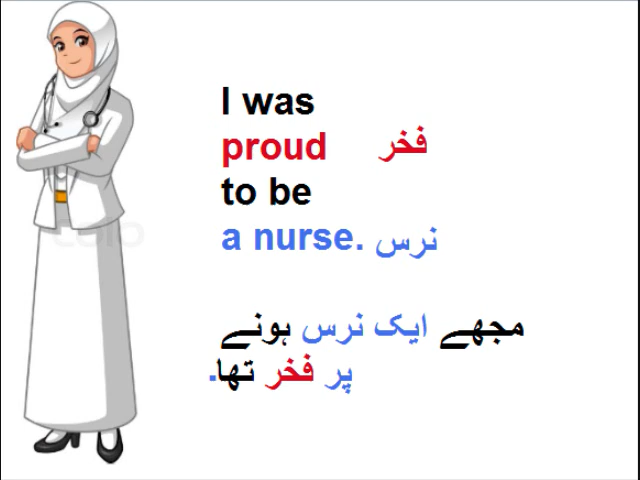 I was
proud فخر
to be
a nurse. نرس
مجھے ایک نرس ہونے
پر فخر تھا۔